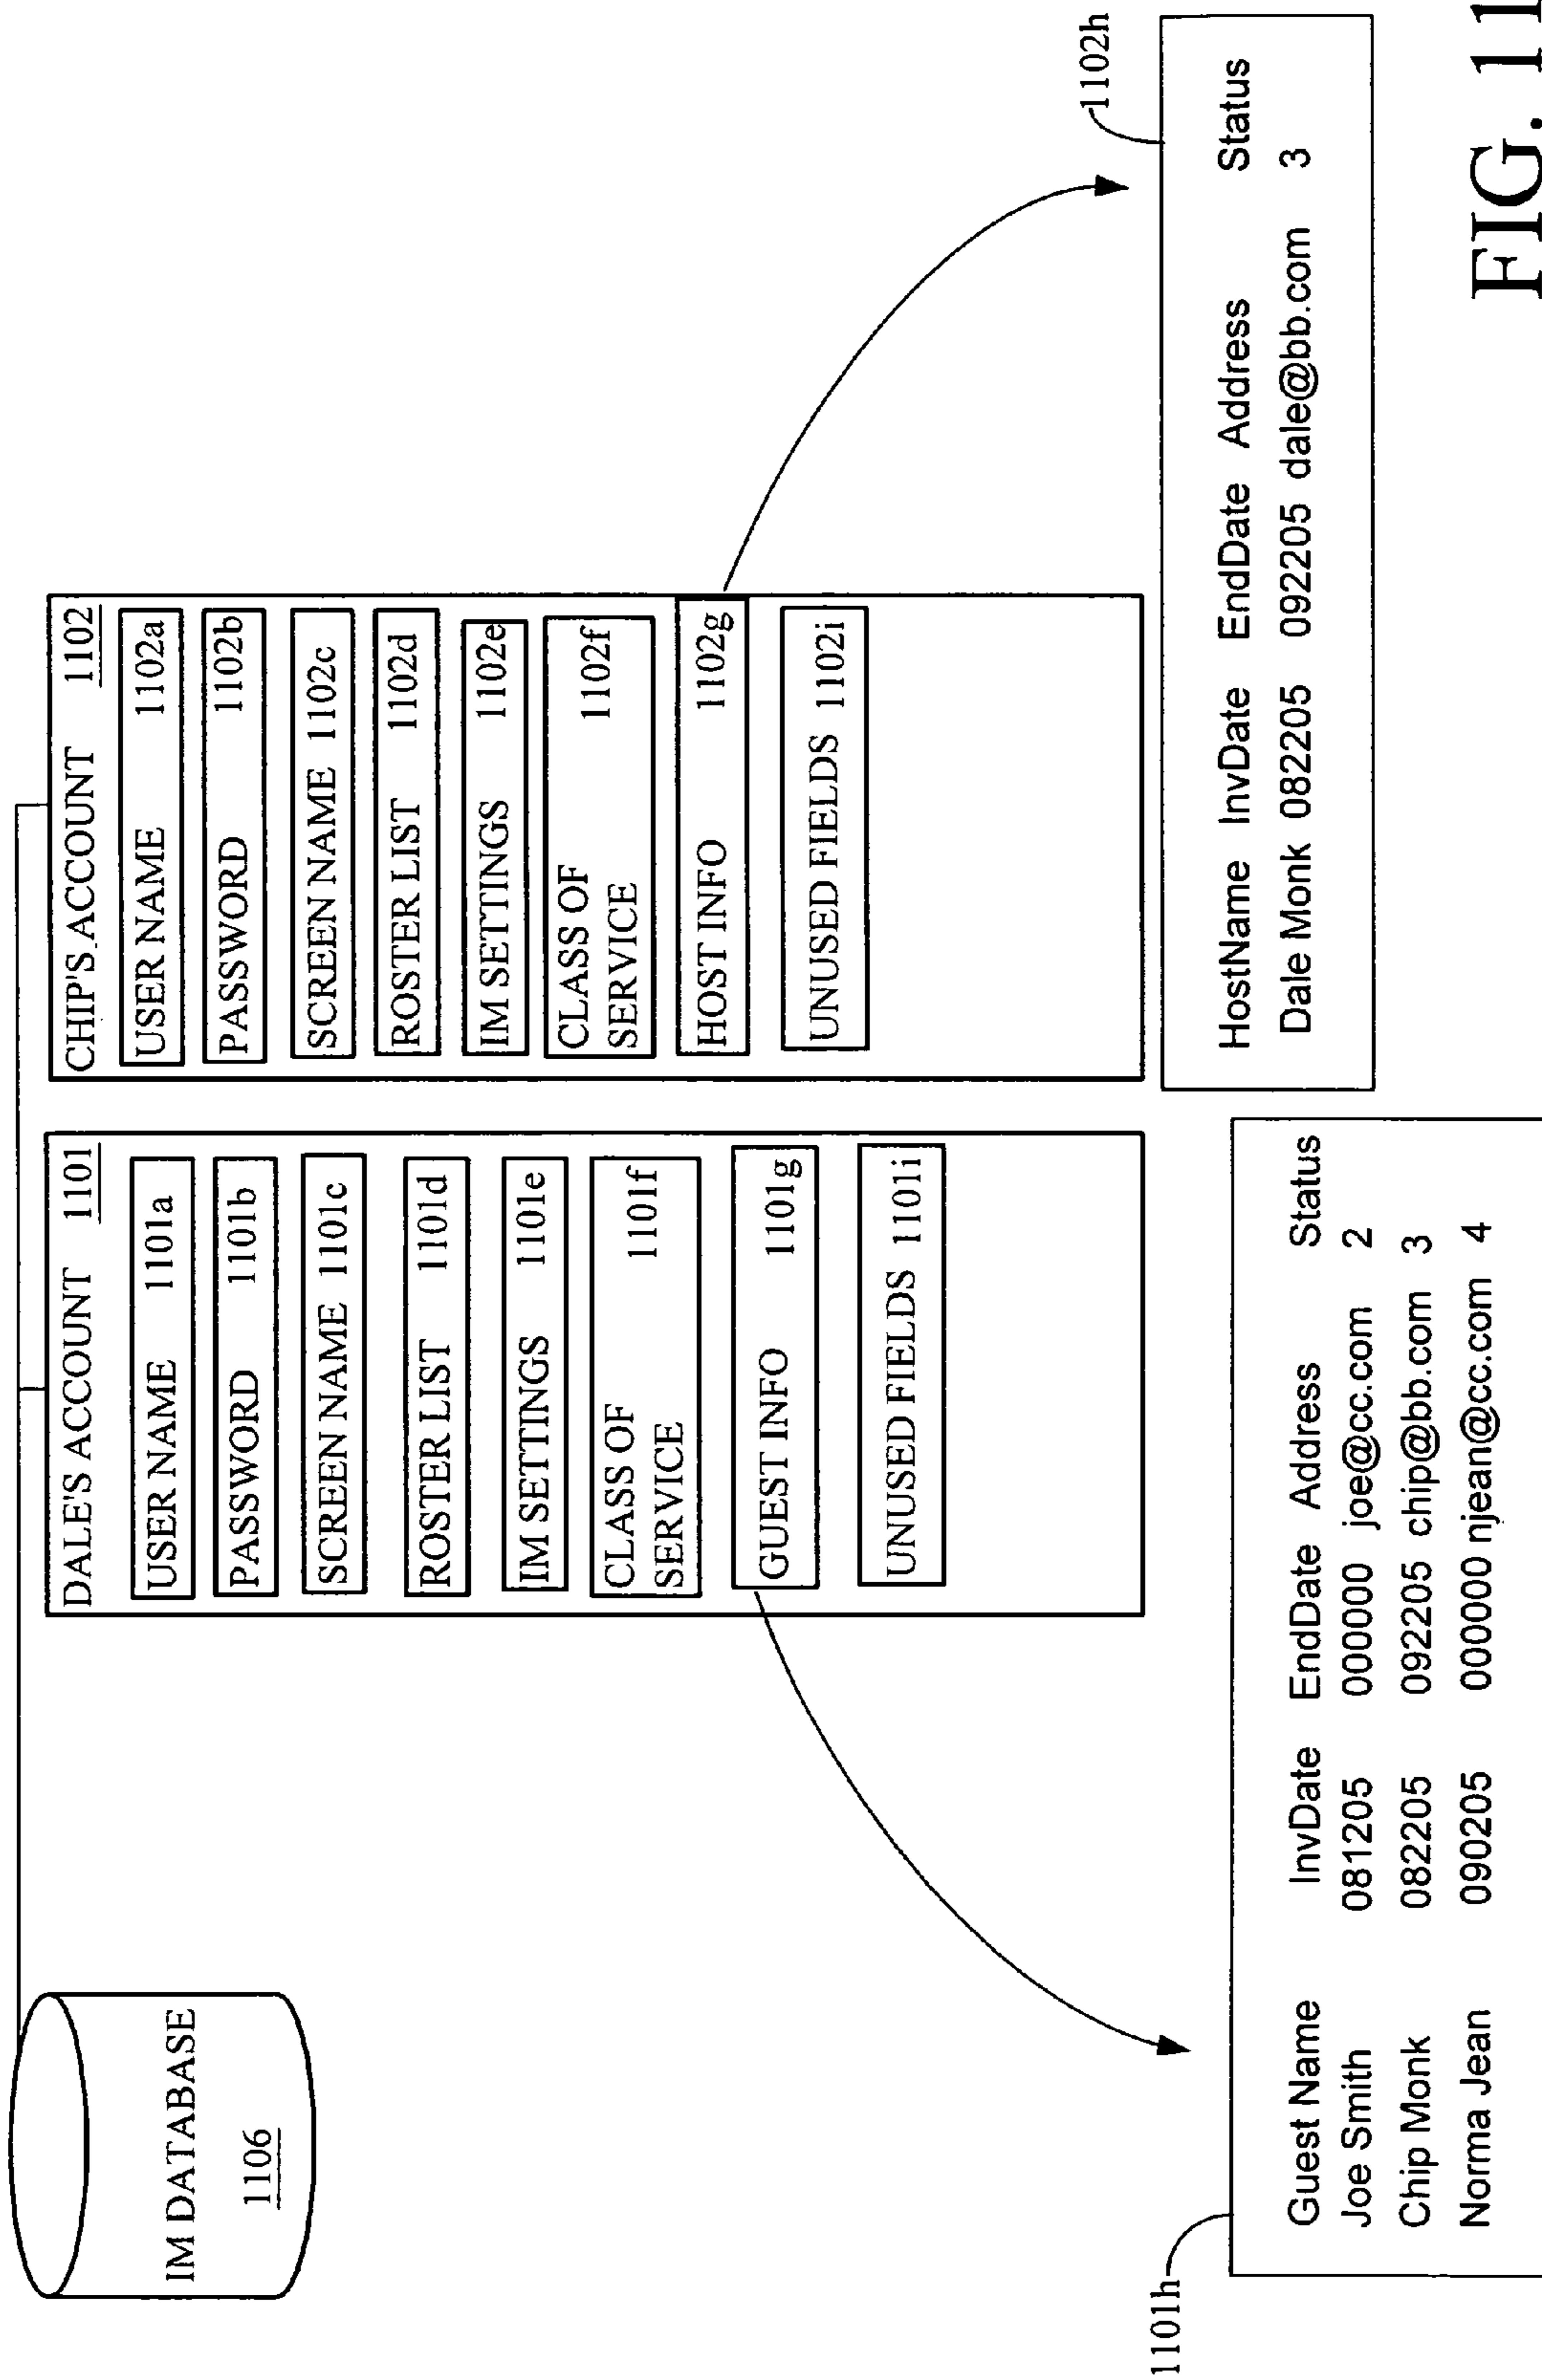 IM DATABASE
1106
DALE'S ACCOUNT 1101
USER NAME 1101a
PASSWORD 1101b
SCREEN NAME 1101c
ROSTER LIST 1101d
IM SETTINGS 1101e
CLASS OF
SERVICE 1101f
GUEST INFO 1101g
UNUSED FIELDS 1101i
CHIP'S ACCOUNT 1102
USER NAME 1102a
PASSWORD 1102b
SCREEN NAME 1102c
ROSTER LIST 1102d
IM SETTINGS 1102e
CLASS OF
SERVICE 1102f
HOST INFO 1102g
UNUSED FIELDS 1102i
1101h
Guest Name InvDate EndDate Address Status
Joe Smith 081205 000000 joe@cc.com 2
Chip Monk 082205 092205 chip@bb.com 3
Norma Jean 090205 000000 njean@cc.com 4
1102h
HostName InvDate EndDate Address Status
Dale Monk 082205 092205 dale@bb.com 3
FIG. 11